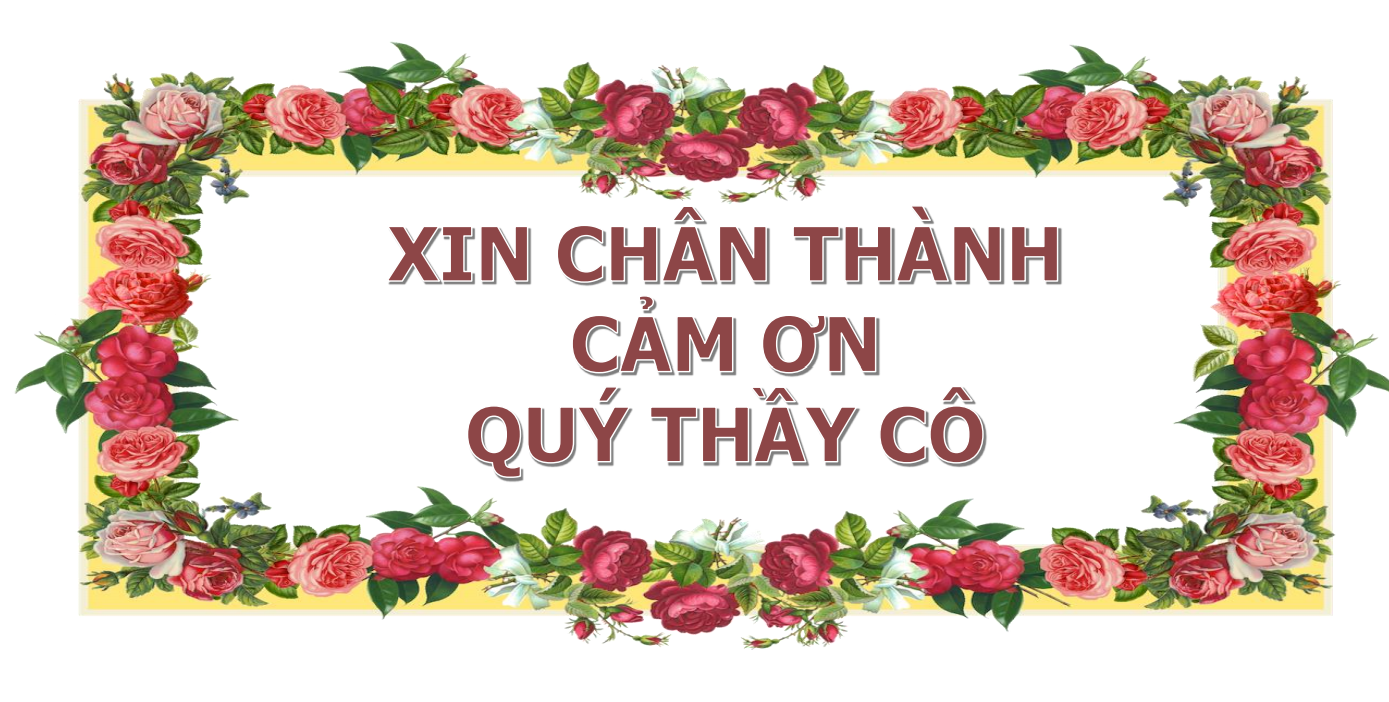 XIN CHÂN THÀNH
CẢM ƠN
QUÝ THẦY CÔ